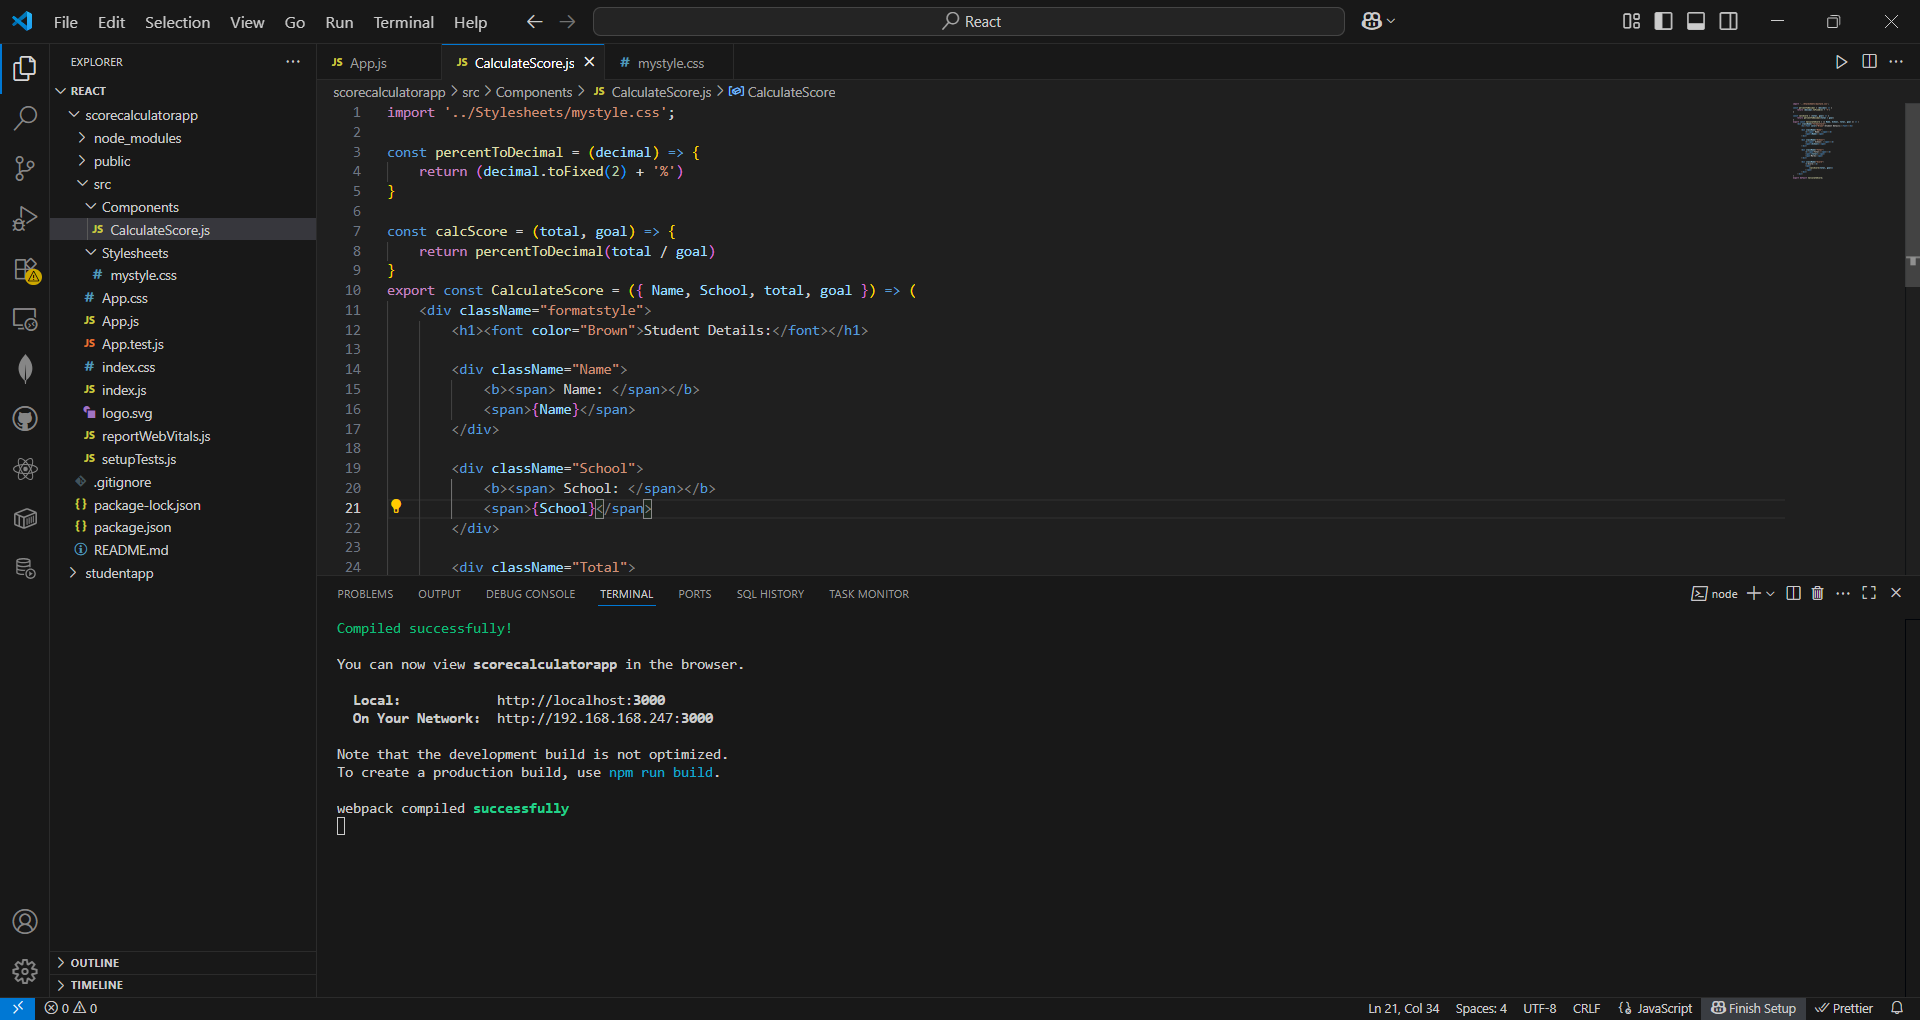 File Edit Selection View Go Run Terminal Help
React
EXPLORER
REACT
scorecalculatorapp
node_modules
public
src
Components
JS CalculateScore.js
Stylesheets
# mystyle.css
# App.css
JS App.js
JS App.test.js
# index.css
JS index.js
logo.svg
JS reportWebVitals.js
JS setupTests.js
.gitignore
{} package-lock.json
{} package.json
README.md
studentapp
OUTLINE
TIMELINE
JS App.js
JS CalculateScore.js
# mystyle.css
scorecalculatorapp > src > Components > JS CalculateScore.js > CalculateScore
1 import '../Stylesheets/mystyle.css';
2
3 const percentToDecimal = (decimal) => {
4 return (decimal.toFixed(2) + '%')
5 }
6
7 const calcScore = (total, goal) => {
8 return percentToDecimal(total / goal)
9 }
10 export const CalculateScore = ({ Name, School, total, goal }) => (
11 <div className="formatstyle">
12 <h1><font color="Brown">Student Details:</font></h1>
13
14 <div className="Name">
15 <b><span> Name: </span></b>
16 <span>{Name}</span>
17 </div>
18
19 <div className="School">
20 <b><span> School: </span></b>
21 <span>{School}</span>
22 </div>
23
24 <div className="Total">
PROBLEMS OUTPUT DEBUG CONSOLE TERMINAL PORTS SQL HISTORY TASK MONITOR
node
Compiled successfully!
You can now view scorecalculatorapp in the browser.
Local: http://localhost:3000
On Your Network: http://192.168.168.247:3000
Note that the development build is not optimized.
To create a production build, use npm run build.
webpack compiled successfully
0 0
Ln 21, Col 34 Spaces: 4 UTF-8 CRLF {} JavaScript Finish Setup Prettier